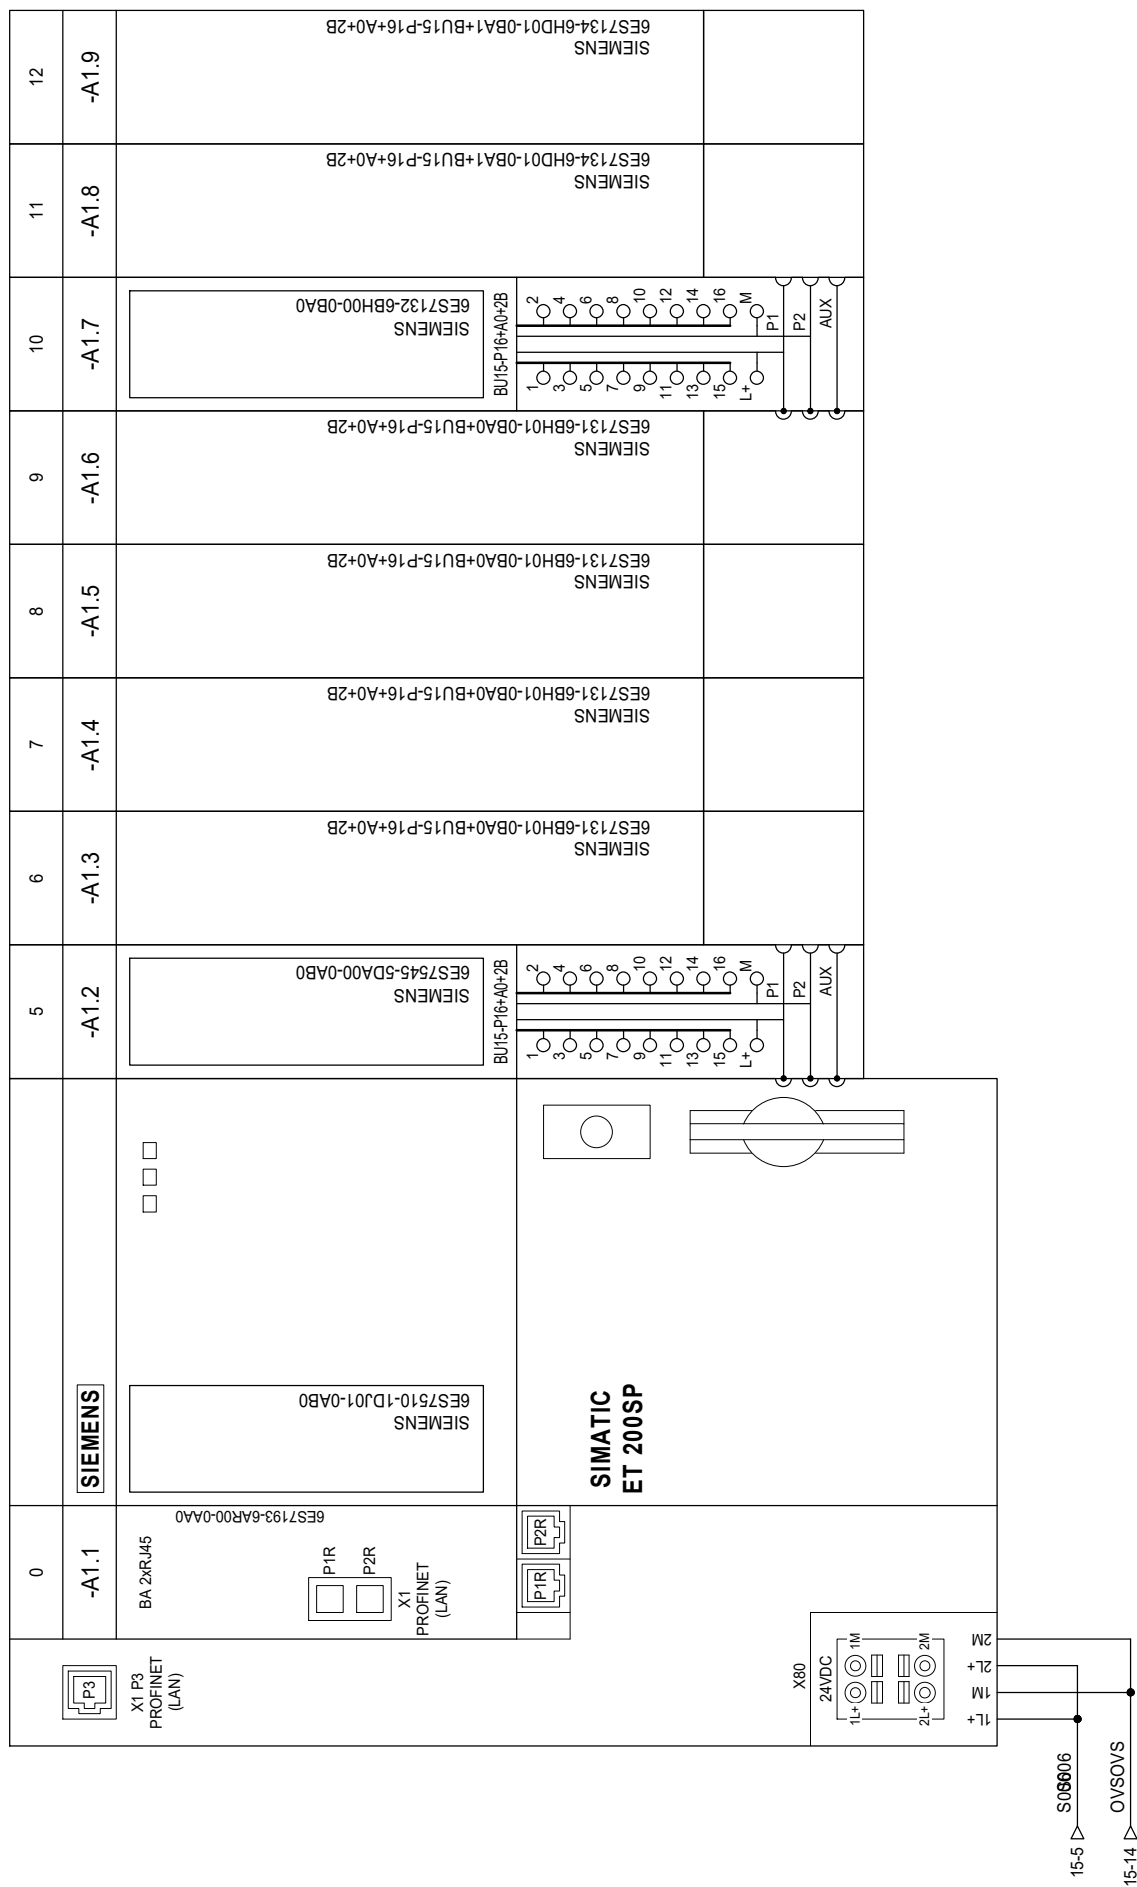 12
-A1.9
6ES7134-6HD01-0BA1+BU15-P16+A0+2B
SIEMENS
11
-A1.8
6ES7134-6HD01-0BA1+BU15-P16+A0+2B
SIEMENS
10
-A1.7
6ES7132-6BH00-0BA0
SIEMENS
BU15-P16+A0+2B
2
4
6
8
10
12
14
16
M
1
3
5
7
9
11
13
15
L+
P1
P2
AUX
9
-A1.6
6ES7131-6BH01-0BA0+BU15-P16+A0+2B
SIEMENS
8
-A1.5
6ES7131-6BH01-0BA0+BU15-P16+A0+2B
SIEMENS
7
-A1.4
6ES7131-6BH01-0BA0+BU15-P16+A0+2B
SIEMENS
6
-A1.3
6ES7131-6BH01-0BA0+BU15-P16+A0+2B
SIEMENS
5
-A1.2
6ES7545-5DA00-0AB0
SIEMENS
BU15-P16+A0+2B
2
4
6
8
10
12
14
16
M
1
3
5
7
9
11
13
15
L+
P1
P2
AUX
SIEMENS
6ES7510-1DJ01-0AB0
SIEMENS
SIMATIC
ET 200SP
0
-A1.1
BA 2xRJ45
6ES7193-6AR00-0AA0
P1R
P2R
X1
PROFINET
(LAN)
P2R
P1R
P3
X1 P3
PROFINET
(LAN)
X80
24VDC
1L+
1M
2L+
2M
2M
2L+
1M
1L+
15-5
15-14